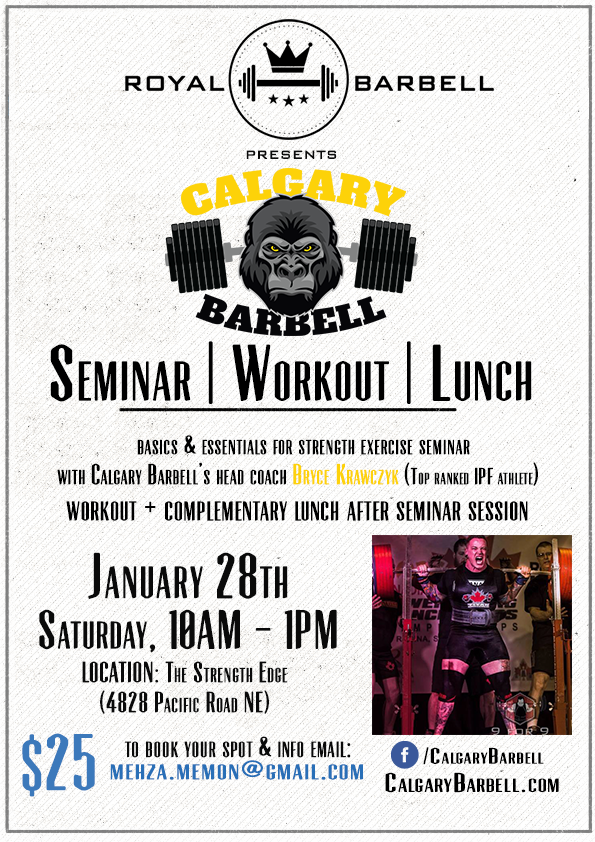 ROYAL BARBELL
PRESENTS
CALGARY
BARBELL
SEMINAR | WORKOUT | LUNCH
BASICS & ESSENTIALS FOR STRENGTH EXERCISE SEMINAR
WITH CALGARY BARBELL'S HEAD COACH BRYCE KRAWCZYK (TOP RANKED IPF ATHLETE)
WORKOUT + COMPLEMENTARY LUNCH AFTER SEMINAR SESSION
JANUARY 28TH
SATURDAY, 10AM - 1PM
LOCATION: THE STRENGTH EDGE
(4828 PACIFIC ROAD NE)
$25
TO BOOK YOUR SPOT & INFO EMAIL:
MEHZA.MEMON@GMAIL.COM
f /CALGARYBARBELL
CALGARYBARBELL.COM